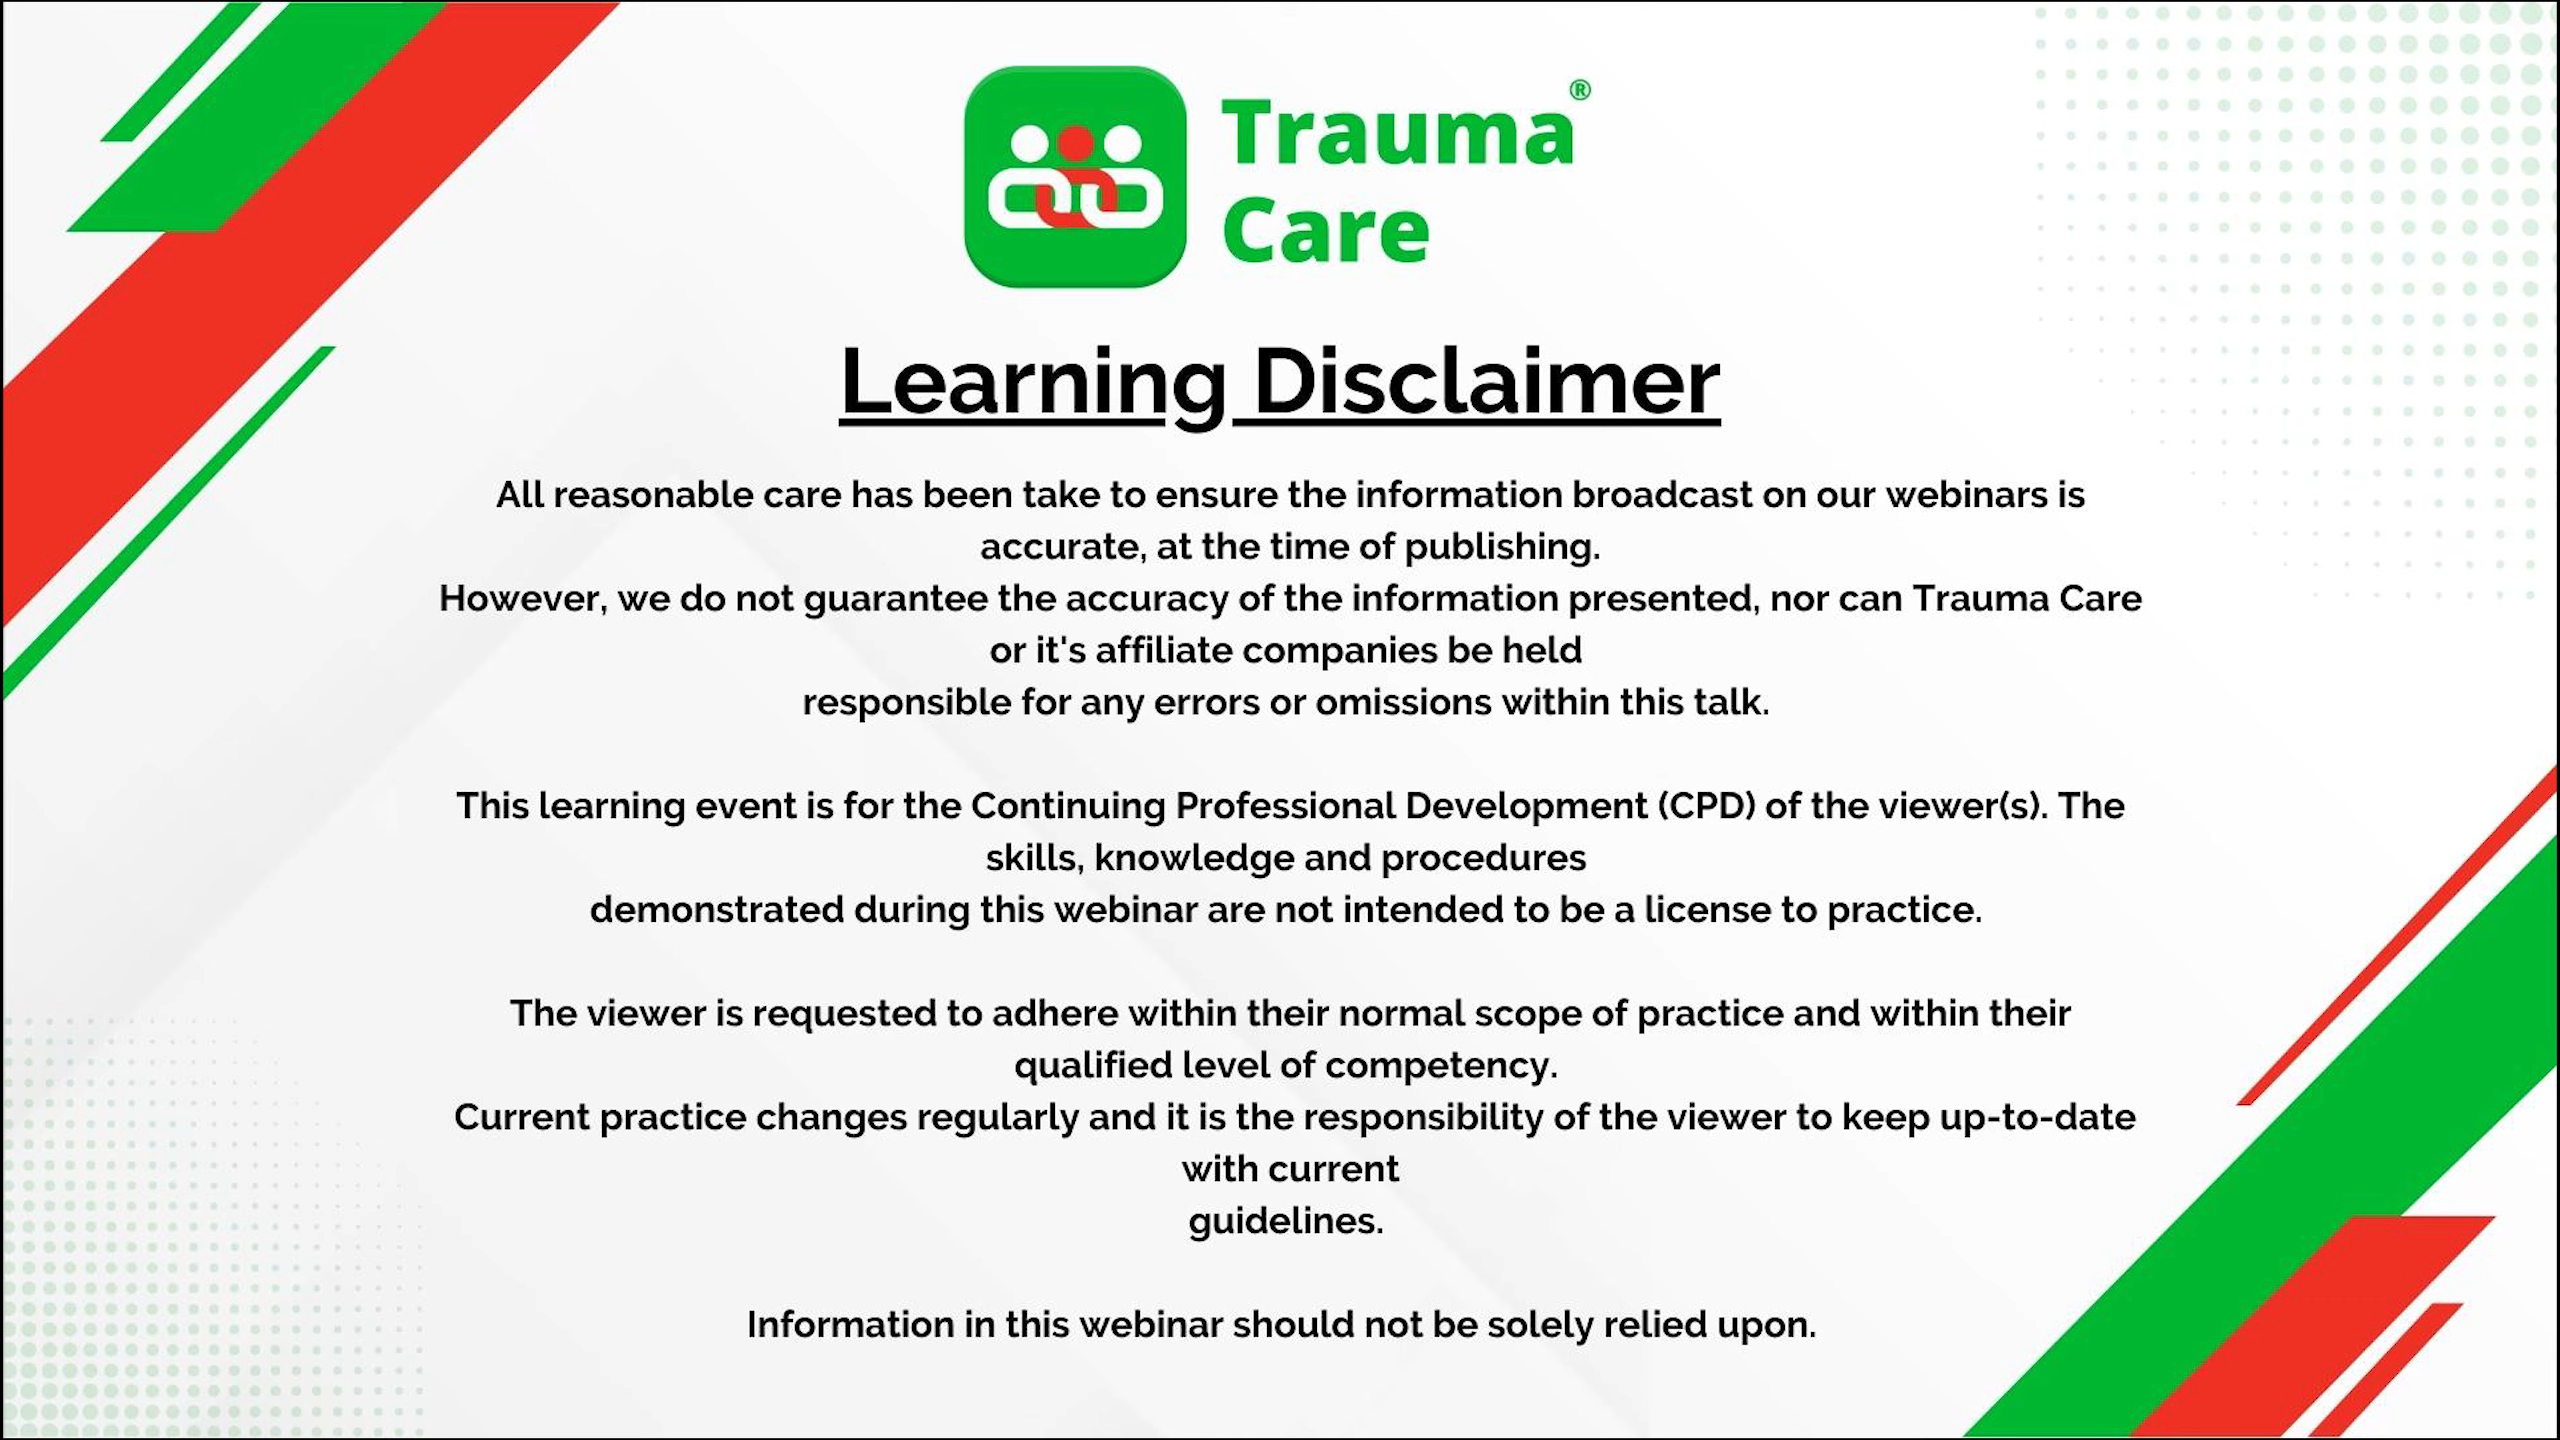 Trauma®
Care
Learning Disclaimer
All reasonable care has been take to ensure the information broadcast on our webinars is
accurate, at the time of publishing.
However, we do not guarantee the accuracy of the information presented, nor can Trauma Care
or it's affiliate companies be held
responsible for any errors or omissions within this talk.
This learning event is for the Continuing Professional Development (CPD) of the viewer(s). The
skills, knowledge and procedures
demonstrated during this webinar are not intended to be a license to practice.
The viewer is requested to adhere within their normal scope of practice and within their
qualified level of competency.
Current practice changes regularly and it is the responsibility of the viewer to keep up-to-date
with current
guidelines.
Information in this webinar should not be solely relied upon.